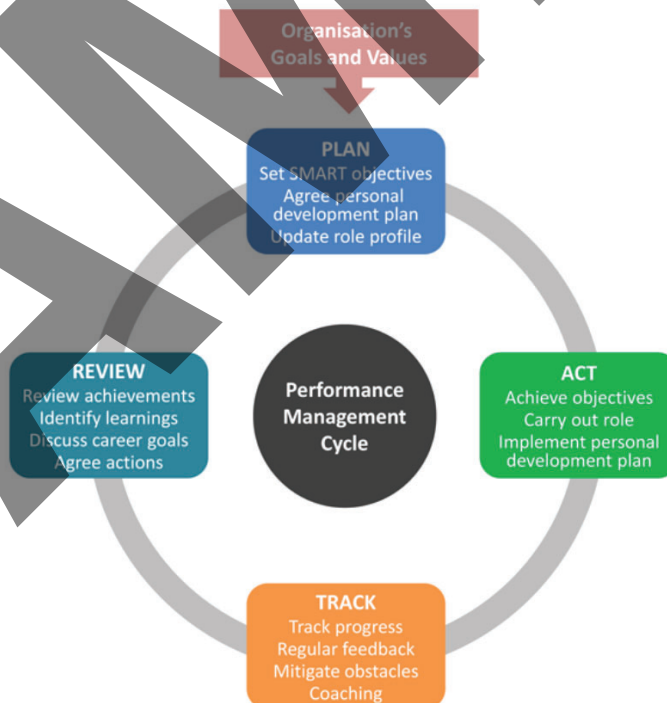 Organisation's
Goals and Values
PLAN
Set SMART objectives
Agree personal
development plan
Update role profile
REVIEW
Review achievements
Identify learnings
Discuss career goals
Agree actions
Performance
Management
Cycle
ACT
Achieve objectives
Carry out role
Implement personal
development plan
TRACK
Track progress
Regular feedback
Mitigate obstacles
Coaching